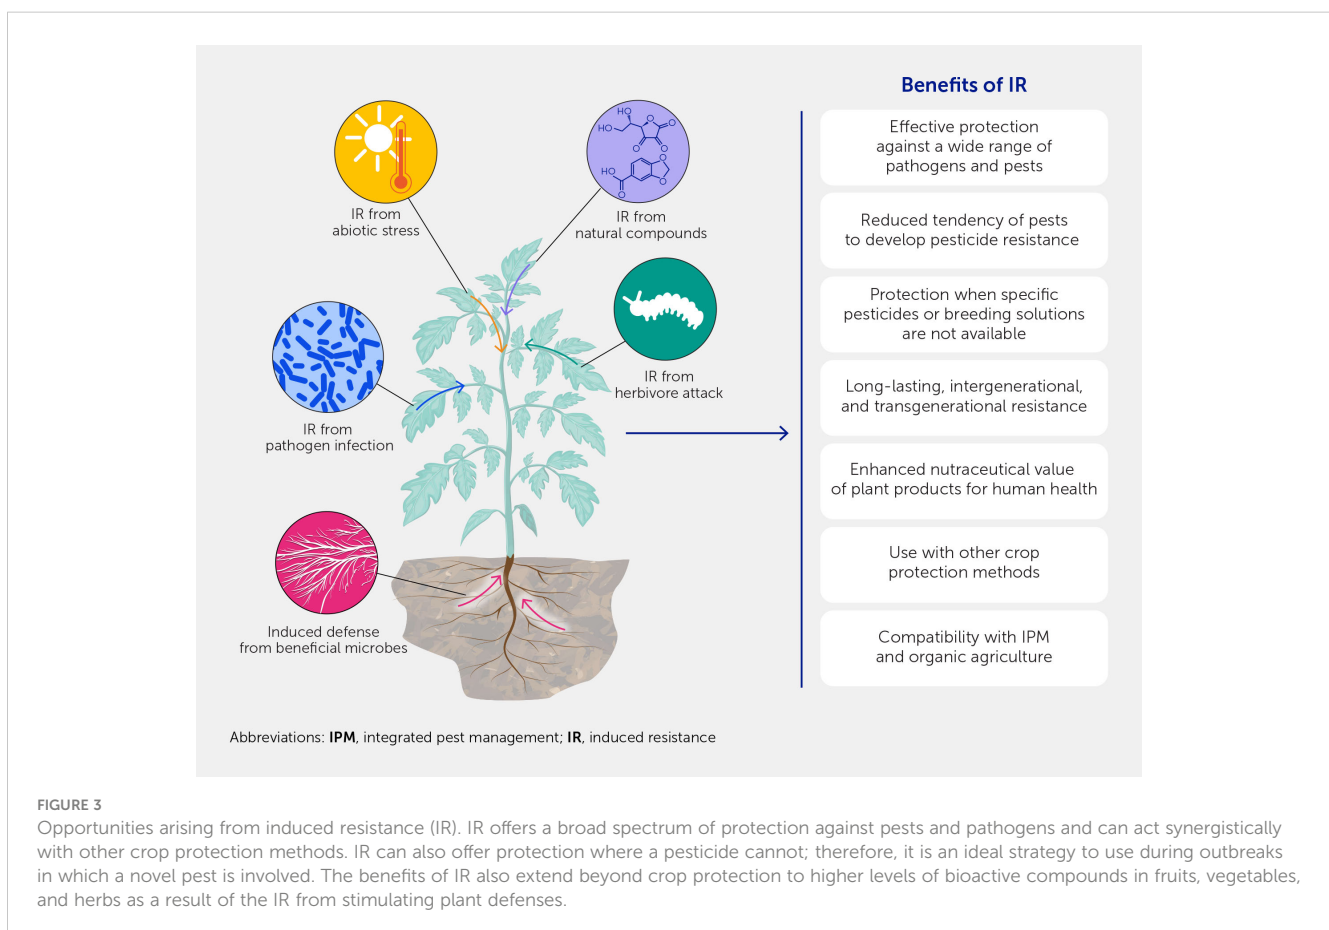 Benefits of IR
IR from
abiotic stress
IR from
natural compounds
IR from
herbivore attack
IR from
pathogen infection
Induced defense
from beneficial microbes
HO
HO
O
O
O
O
HO
O
O
O
Effective protection
against a wide range of
pathogens and pests
Reduced tendency of pests
to develop pesticide resistance
Protection when specific
pesticides or breeding solutions
are not available
Long-lasting, intergenerational,
and transgenerational resistance
Enhanced nutraceutical value
of plant products for human health
Use with other crop
protection methods
Compatibility with IPM
and organic agriculture
Abbreviations: IPM, integrated pest management; IR, induced resistance
FIGURE 3
Opportunities arising from induced resistance (IR). IR offers a broad spectrum of protection against pests and pathogens and can act synergistically
with other crop protection methods. IR can also offer protection where a pesticide cannot; therefore, it is an ideal strategy to use during outbreaks
in which a novel pest is involved. The benefits of IR also extend beyond crop protection to higher levels of bioactive compounds in fruits, vegetables,
and herbs as a result of the IR from stimulating plant defenses.